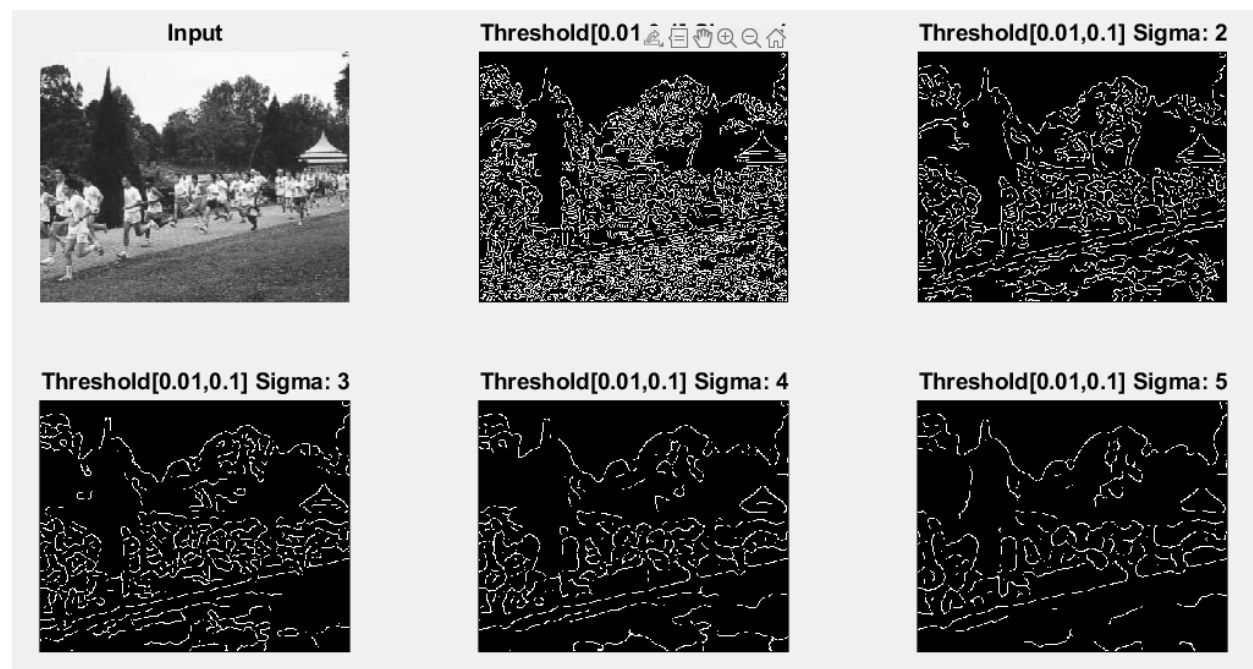 Input
Threshold[0.01
Threshold[0.01,0.1] Sigma: 2
Threshold[0.01,0.1] Sigma: 3
Threshold[0.01,0.1] Sigma: 4
Threshold[0.01,0.1] Sigma: 5